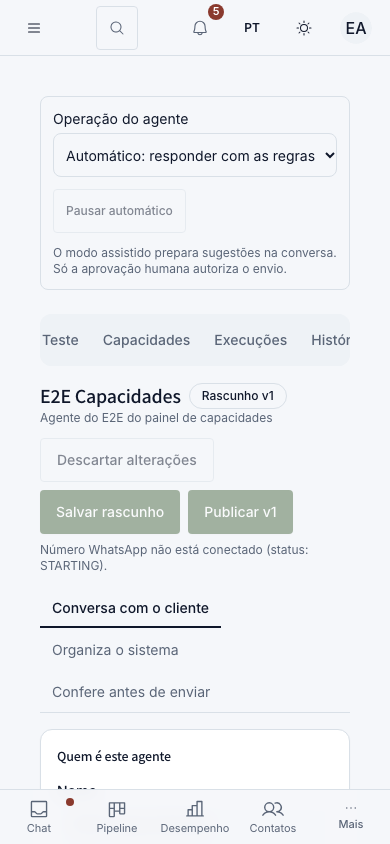 5
PT
EA
Operação do agente
Automático: responder com as regras
Pausar automático
O modo assistido prepara sugestões na conversa.
Só a aprovação humana autoriza o envio.
Teste Capacidades Execuções Histór
E2E Capacidades Rascunho v1
Agente do E2E do painel de capacidades
Descartar alterações
Salvar rascunho Publicar v1
Número WhatsApp não está conectado (status:
STARTING).
Conversa com o cliente
Organiza o sistema
Confere antes de enviar
Quem é este agente
Nome
Chat Pipeline Desempenho Contatos Mais